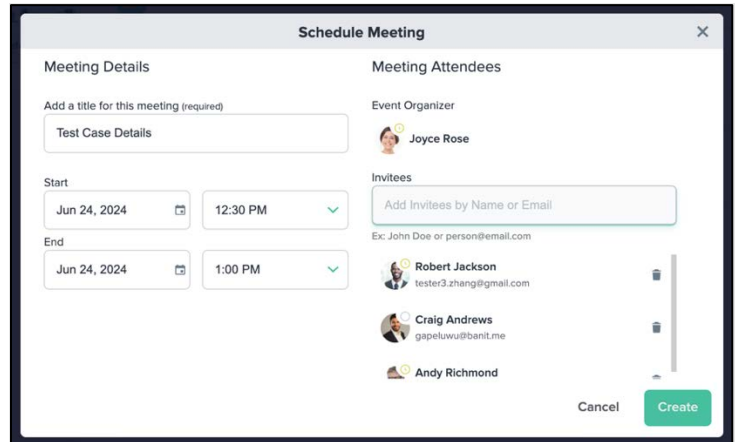 Schedule Meeting
Meeting Details
Add a title for this meeting (required)
Test Case Details
Start
Jun 24, 2024
12:30 PM
End
Jun 24, 2024
1:00 PM
Meeting Attendees
Event Organizer
Joyce Rose
Invitees
Add Invitees by Name or Email
Ex: John Doe or person@email.com
Robert Jackson
tester3.zhang@gmail.com
Craig Andrews
gapeluwu@banit.me
Andy Richmond
Cancel
Create